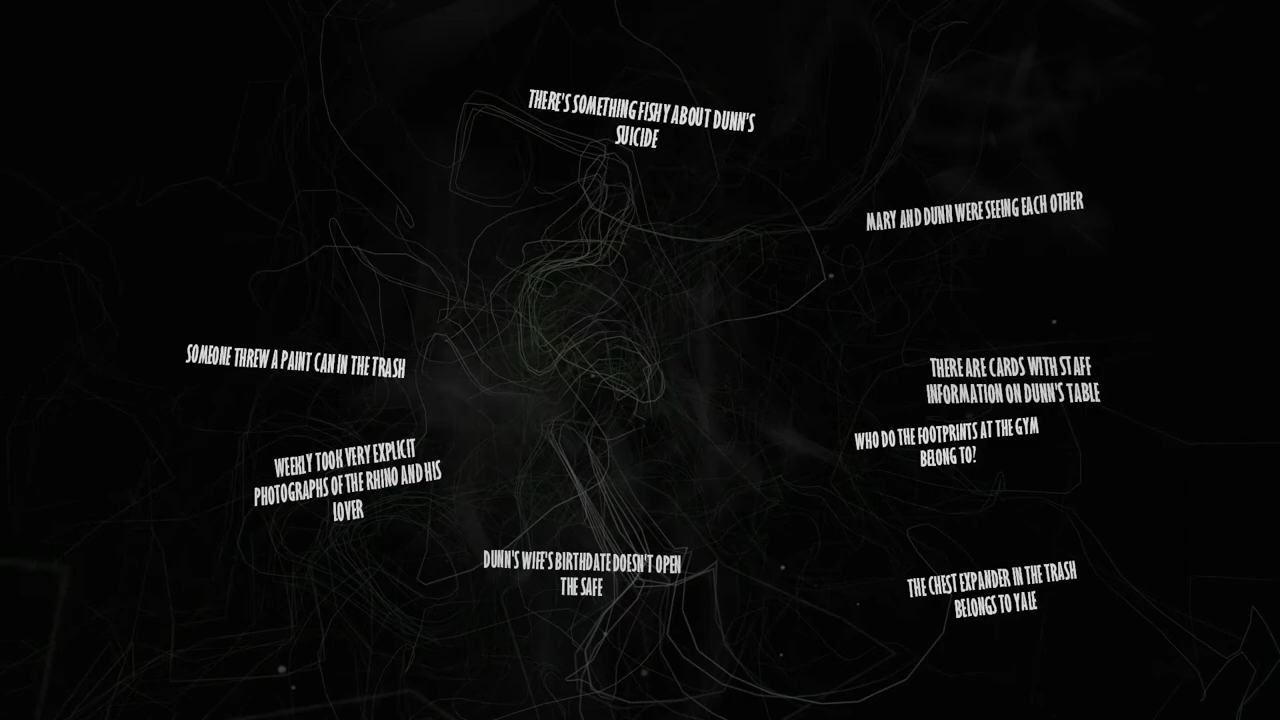 THERE'S SOMETHING FISHY ABOUT DUNN'S
SUICIDE
MARY AND DUNN WERE SEEING EACH OTHER
SOMEONE THREW A PAINT CAN IN THE TRASH
THERE ARE CARDS WITH STAFF
INFORMATION ON DUNN'S TABLE
WHO DO THE FOOTPRINTS AT THE GYM
BELONG TO?
WEEKLY TOOK VERY EXPLICIT
PHOTOGRAPHS OF THE RHINO AND HIS
LOVER
DUNN'S WIFE'S BIRTHDATE DOESN'T OPEN
THE SAFE
THE CHEST EXPANDER IN THE TRASH
BELONGS TO YALE